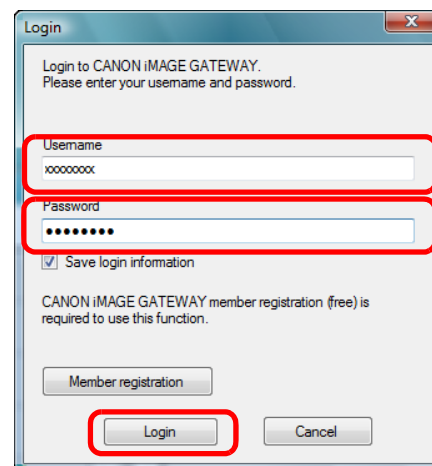 Login
Login to CANON iMAGE GATEWAY.
Please enter your username and password.
Username
xxxxxxxx
Password
●●●●●●●●
Save login information
CANON iMAGE GATEWAY member registration (free) is
required to use this function.
Member registration
Login
Cancel